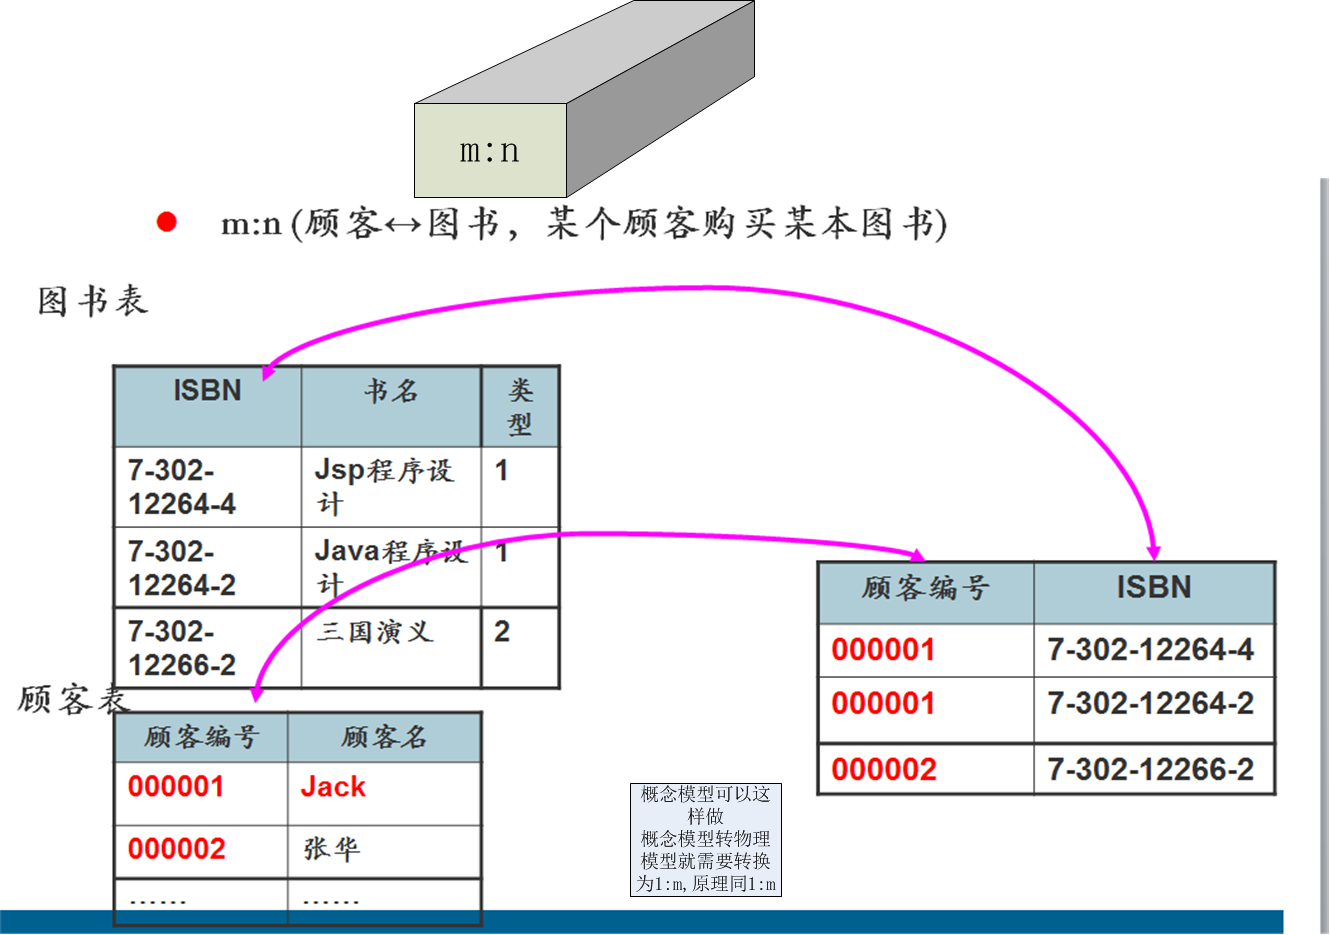 m:n
m:n (顾客↔图书，某个顾客购买某本图书)
图书表
ISBN 书名 类
型
7-302-
12264-4 Jsp程序设
计 1
7-302-
12264-2 Java程序设
计 1
7-302-
12266-2 三国演义 2
顾客表
顾客编号 顾客名
000001 Jack
000002 张华
...... ......
顾客编号 ISBN
000001 7-302-12264-4
000001 7-302-12264-2
000002 7-302-12266-2
概念模型可以这
样做
概念模型转物理
模型就需要转换
为1:m,原理同1:m